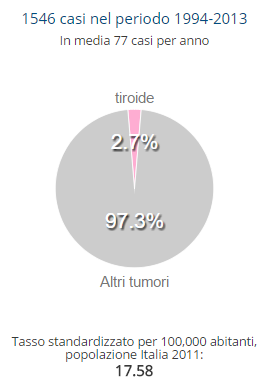 1546 casi nel periodo 1994-2013
In media 77 casi per anno
tiroide
2.7%
97.3%
Altri tumori
Tasso standardizzato per 100,000 abitanti,
popolazione Italia 2011:
17.58